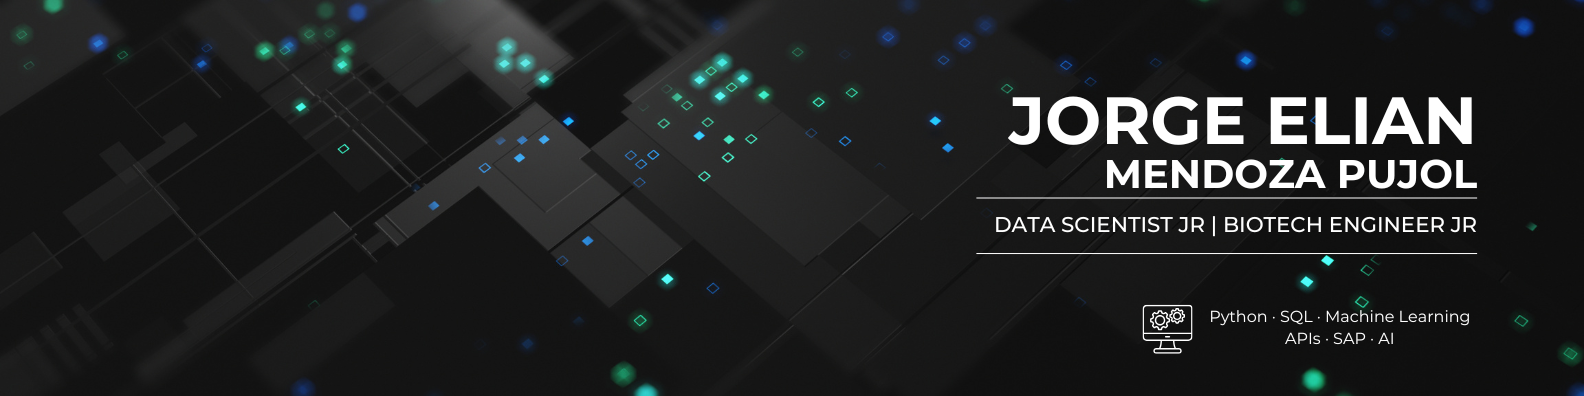 JORGE ELIAN
MENDOZA PUJOL
DATA SCIENTIST JR | BIOTECH ENGINEER JR
Python · SQL · Machine Learning
APIs · SAP · AI